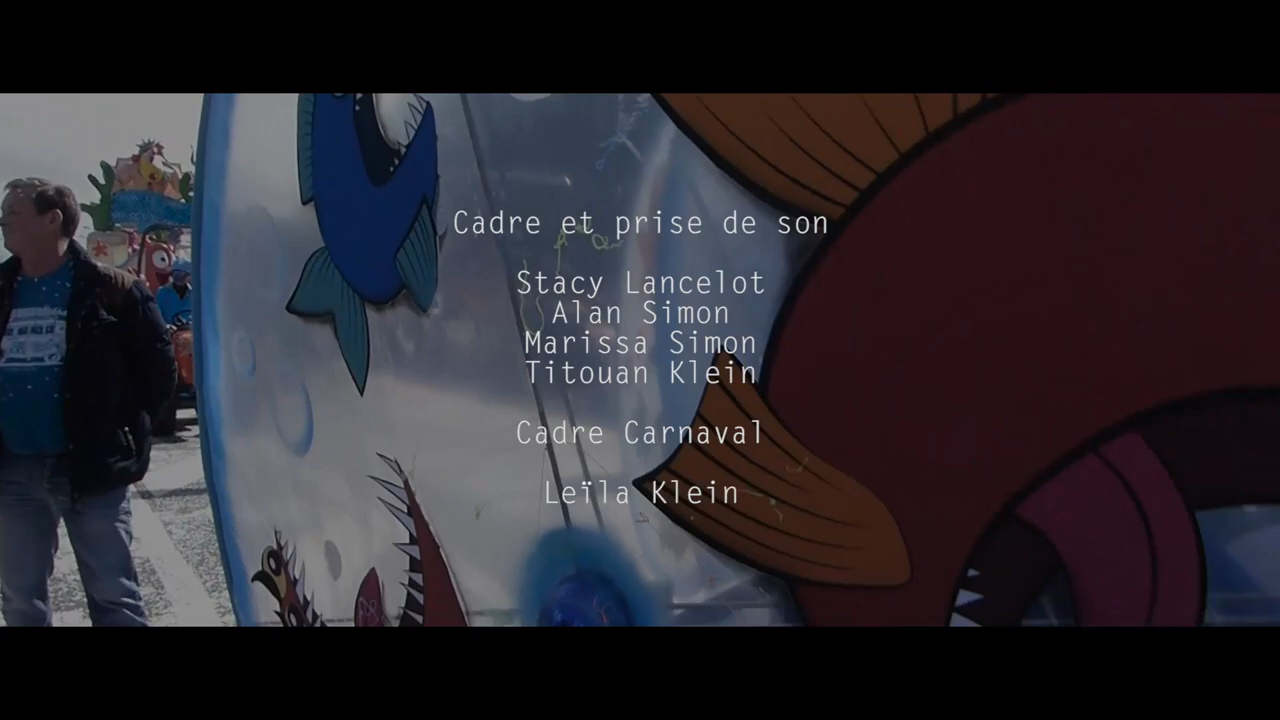 Cadre et prise de son
Stacy Lancelot
Alan Simon
Marissa Simon
Titouan Klein
Cadre Carnaval
Leïla Klein